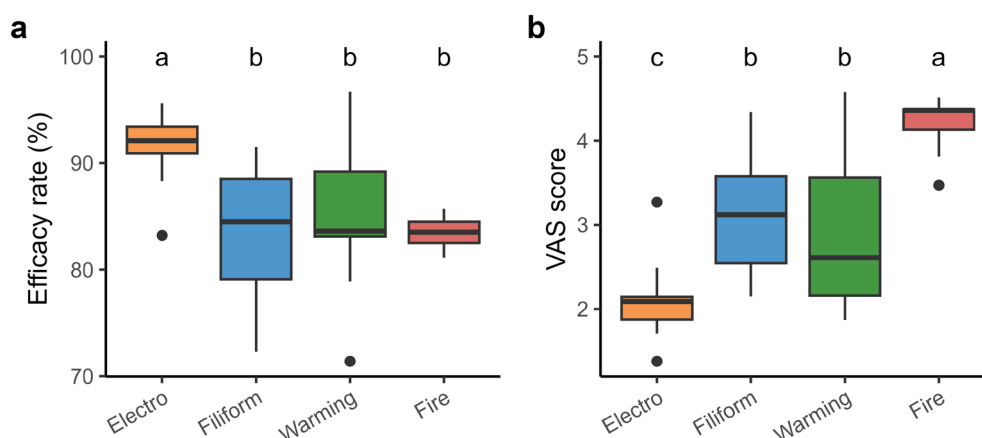 a
Efficacy rate (%)
100
90
80
70
a b b b
Electro Filiform Warming Fire
b
VAS score
5
4
3
2
c b b a
Electro Filiform Warming Fire